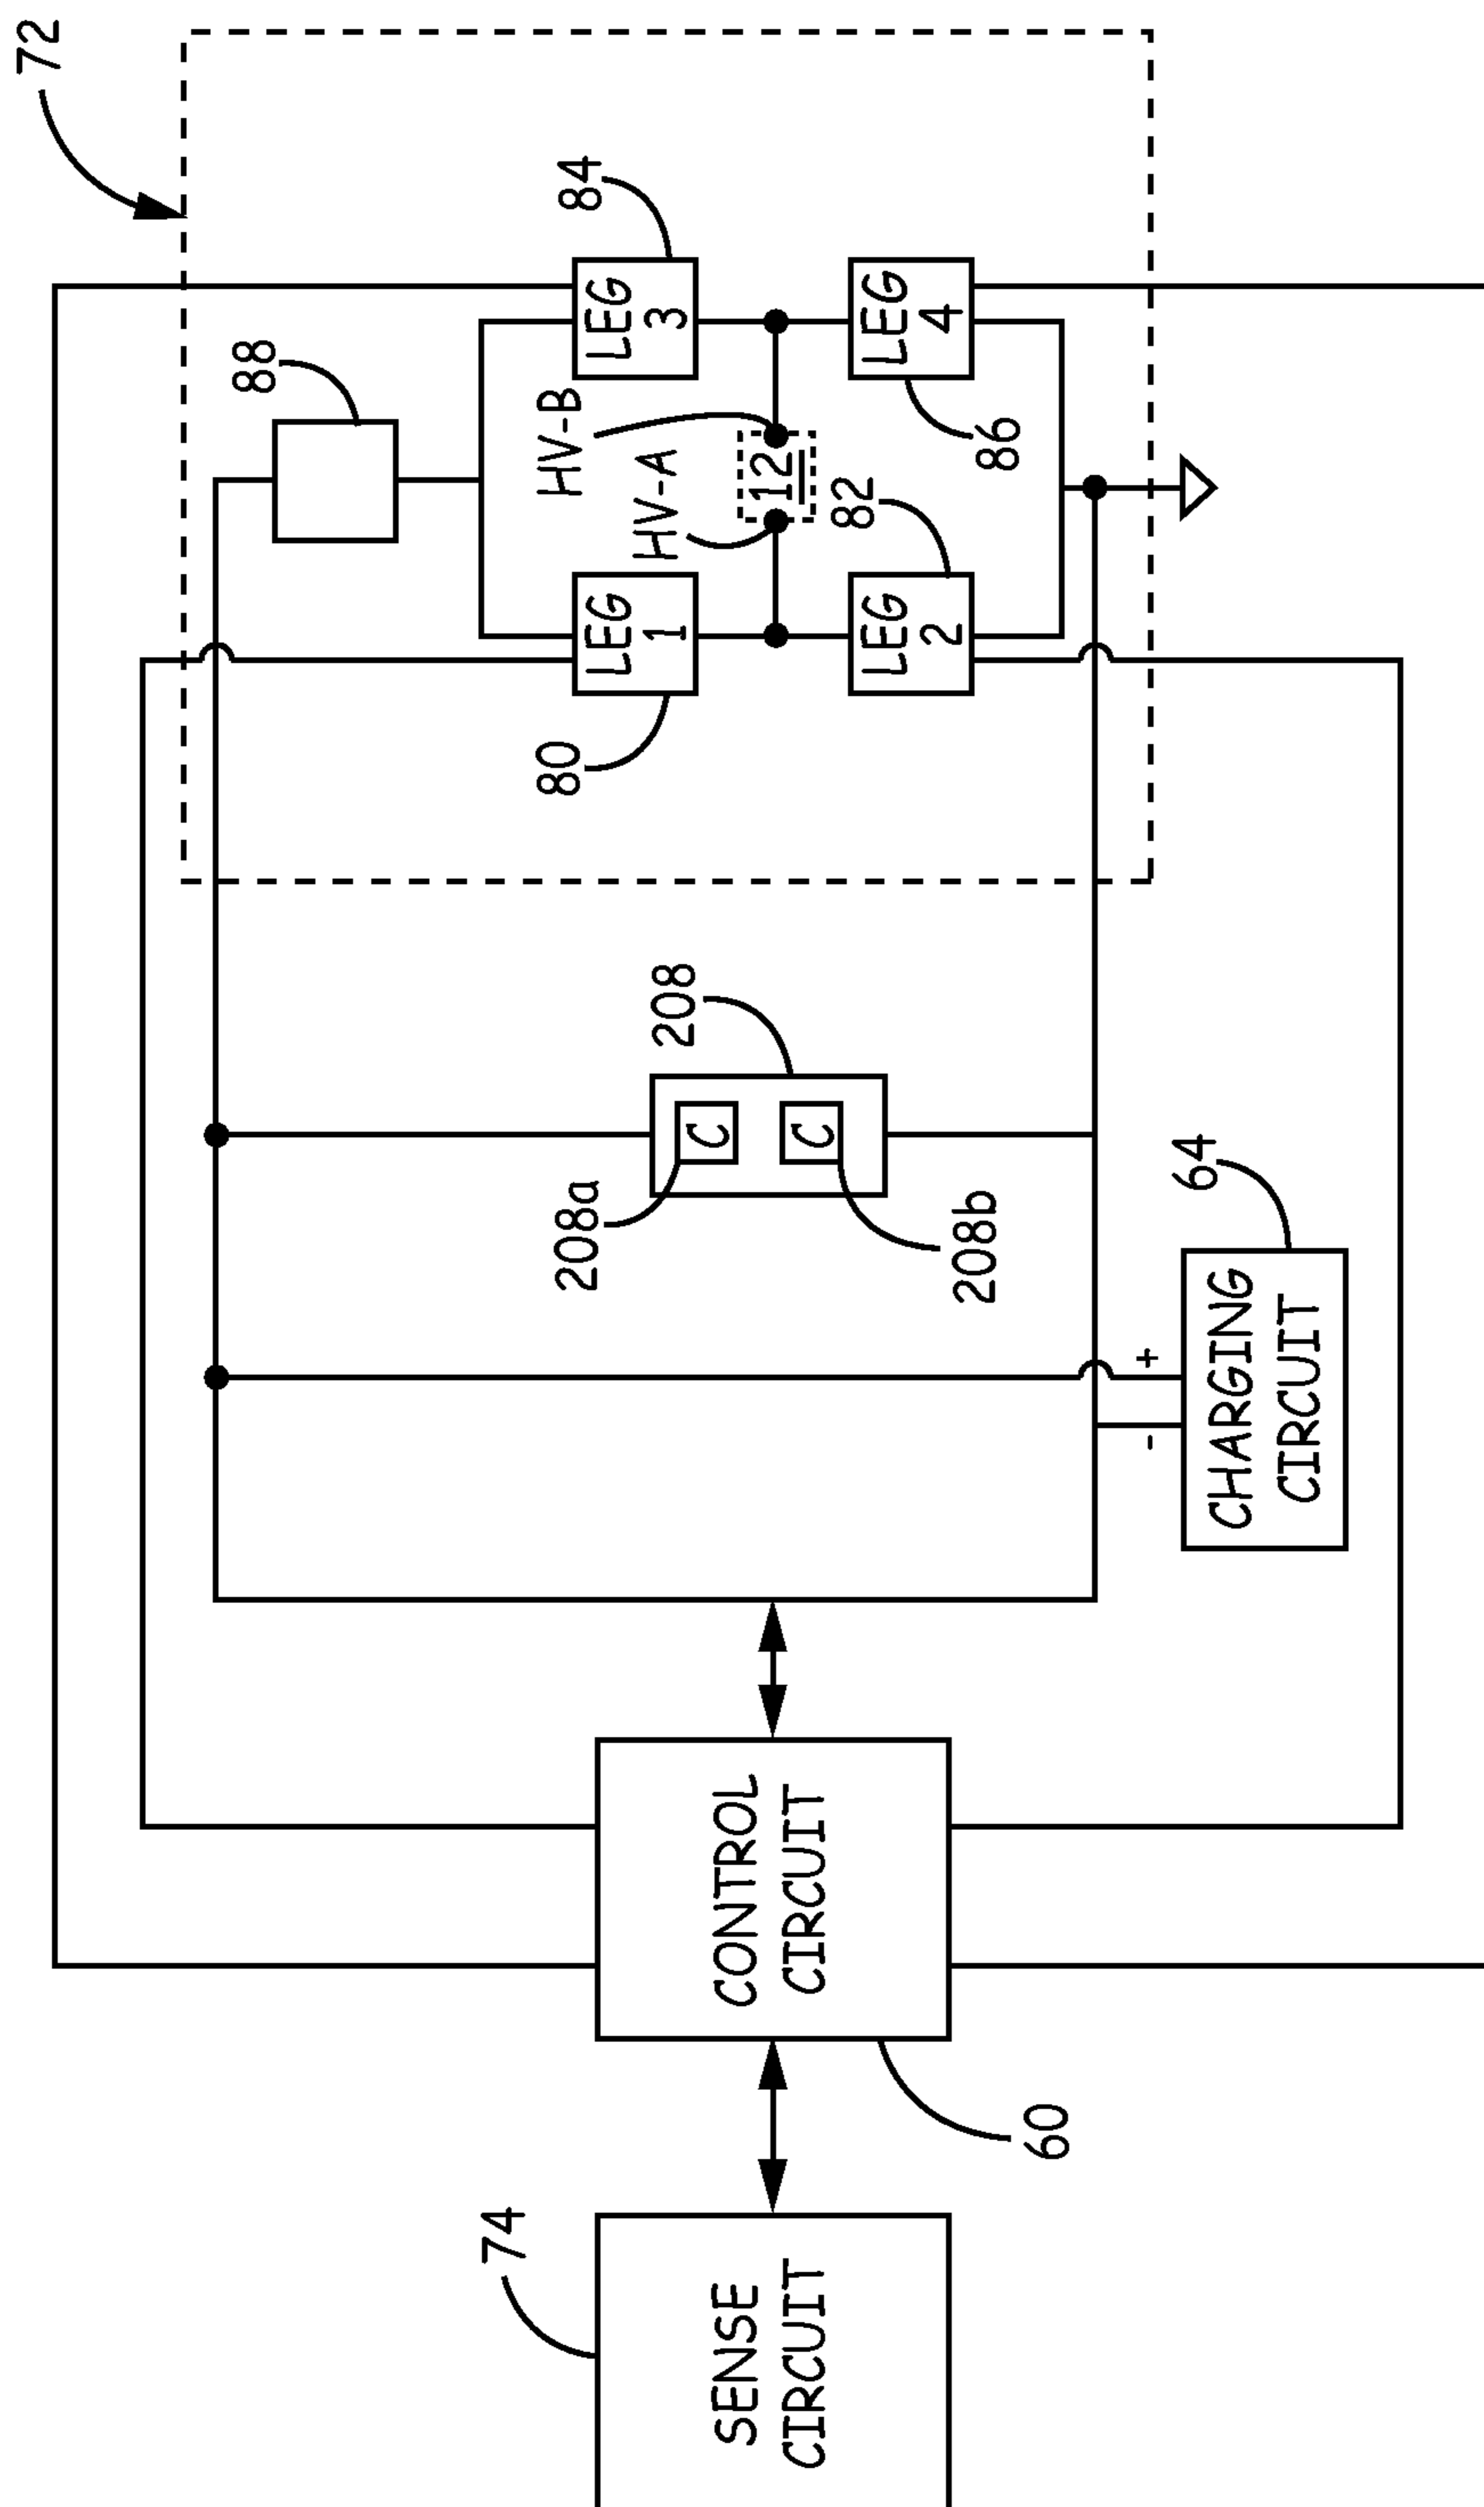 72
88
84
HV-B
HV-A
LEG
3
LEG
4
12
86
82
LEG
1
LEG
2
80
208
C
C
208a
208b
64
+
-
CHARGING
CIRCUIT
CONTROL
CIRCUIT
60
74
SENSE
CIRCUIT